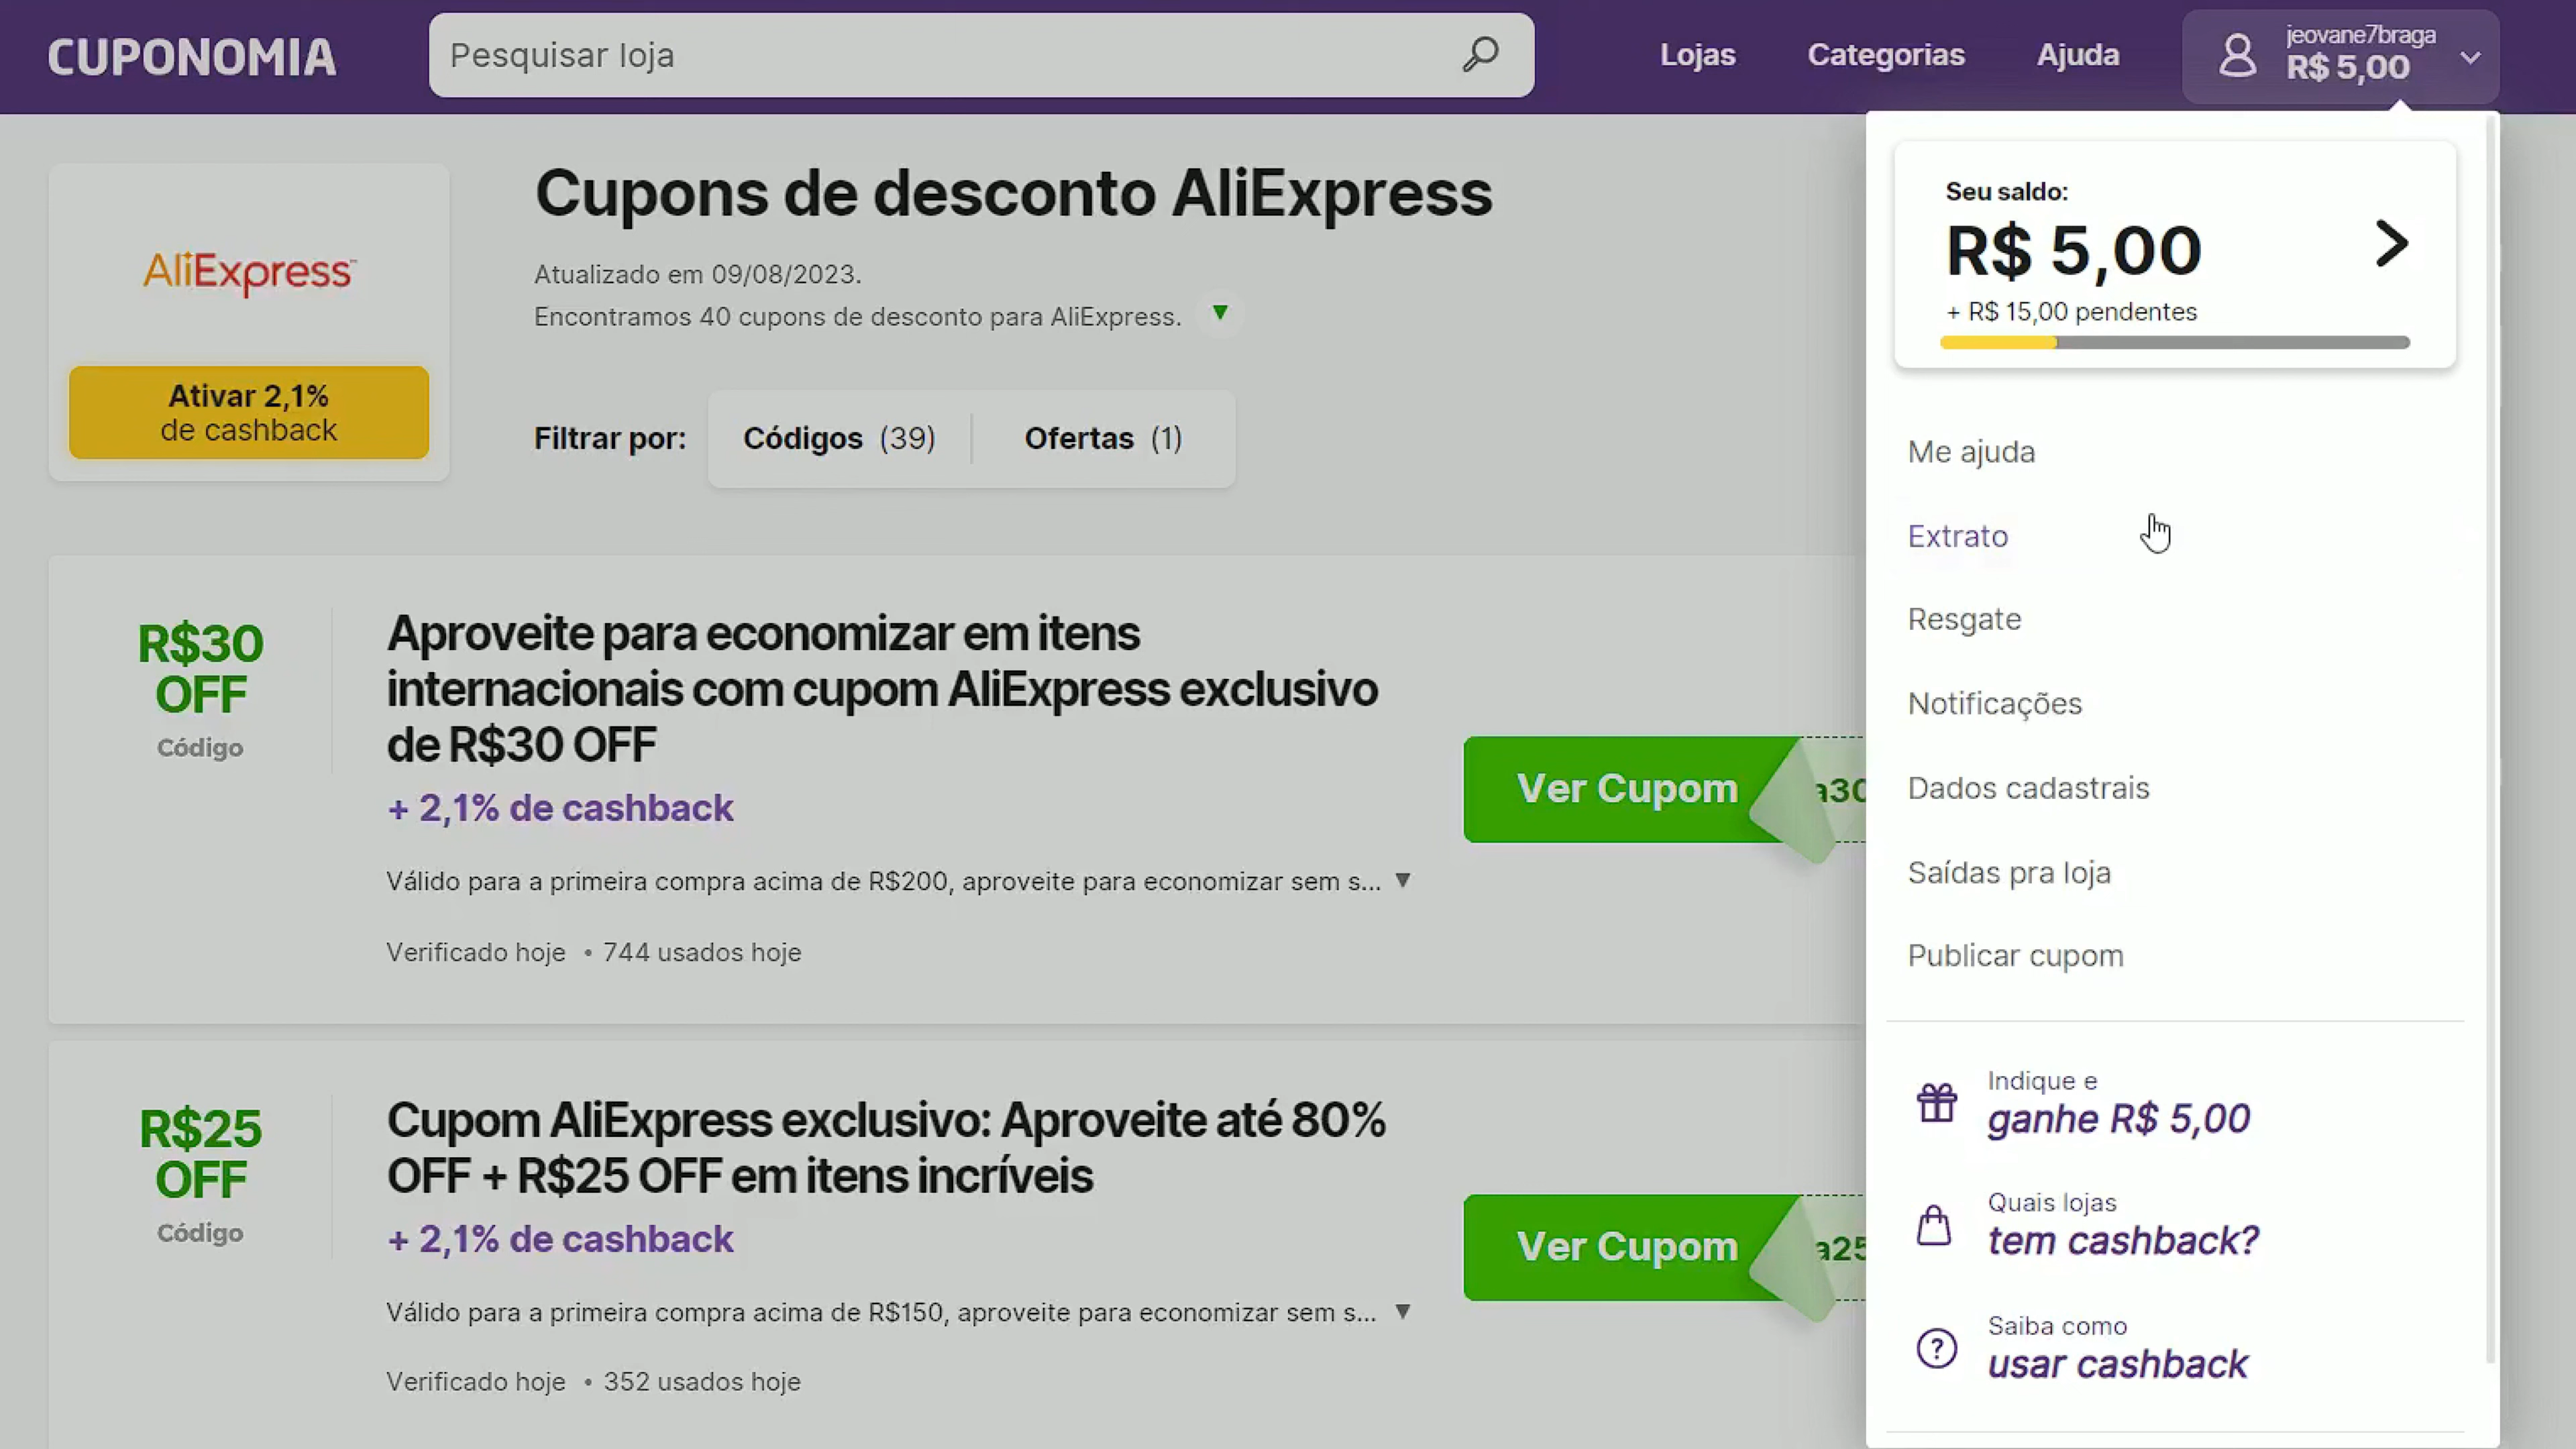 CUPONOMIA
Pesquisar loja
Lojas
Categorias
Ajuda
jeovane7braga
R$ 5,00
AliExpress
Ativar 2,1%
de cashback
Cupons de desconto AliExpress
Atualizado em 09/08/2023.
Encontramos 40 cupons de desconto para AliExpress. ▼
Filtrar por:
Códigos (39)
Ofertas (1)
R$30
OFF
Código
Aproveite para economizar em itens
internacionais com cupom AliExpress exclusivo
de R$30 OFF
+ 2,1% de cashback
Válido para a primeira compra acima de R$200, aproveite para economizar sem s... ▼
Verificado hoje • 744 usados hoje
Ver Cupom
a30
R$25
OFF
Código
Cupom AliExpress exclusivo: Aproveite até 80%
OFF + R$25 OFF em itens incríveis
+ 2,1% de cashback
Válido para a primeira compra acima de R$150, aproveite para economizar sem s... ▼
Verificado hoje • 352 usados hoje
Ver Cupom
a25
Seu saldo:
R$ 5,00
+ R$ 15,00 pendentes
Me ajuda
Extrato
Resgate
Notificações
Dados cadastrais
Saídas pra loja
Publicar cupom
Indique e
ganhe R$ 5,00
Quais lojas
tem cashback?
Saiba como
usar cashback